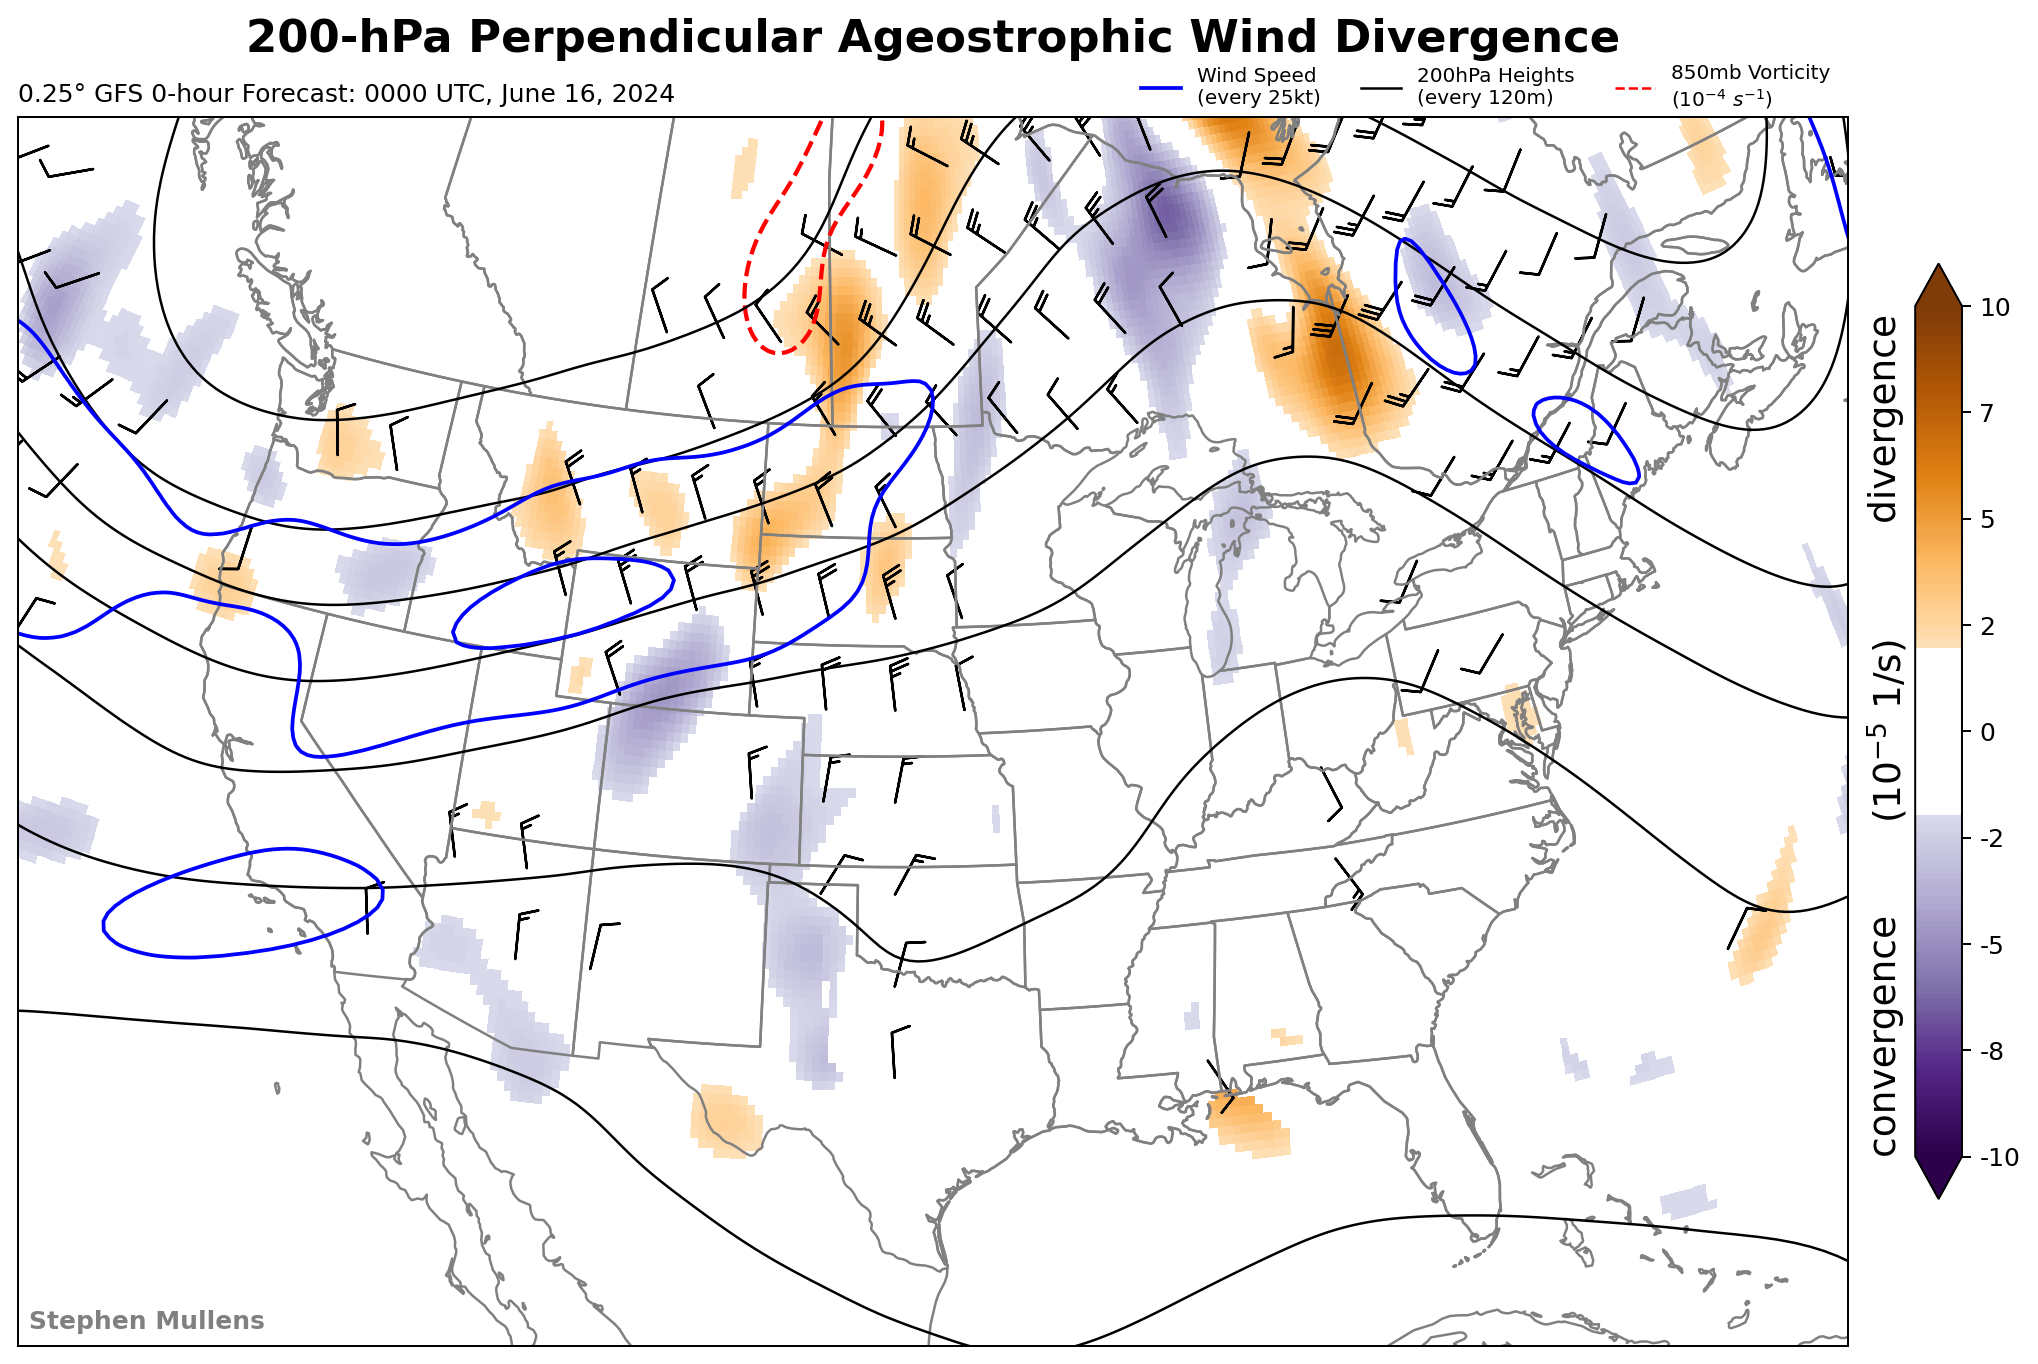 200-hPa Perpendicular Ageostrophic Wind Divergence
0.25° GFS 0-hour Forecast: 0000 UTC, June 16, 2024
Wind Speed
(every 25kt)
200hPa Heights
(every 120m)
850mb Vorticity
(10⁻⁴ s⁻¹)
10
7
5
2
0
-2
-5
-8
-10
convergence (10⁻⁵ 1/s) divergence
Stephen Mullens